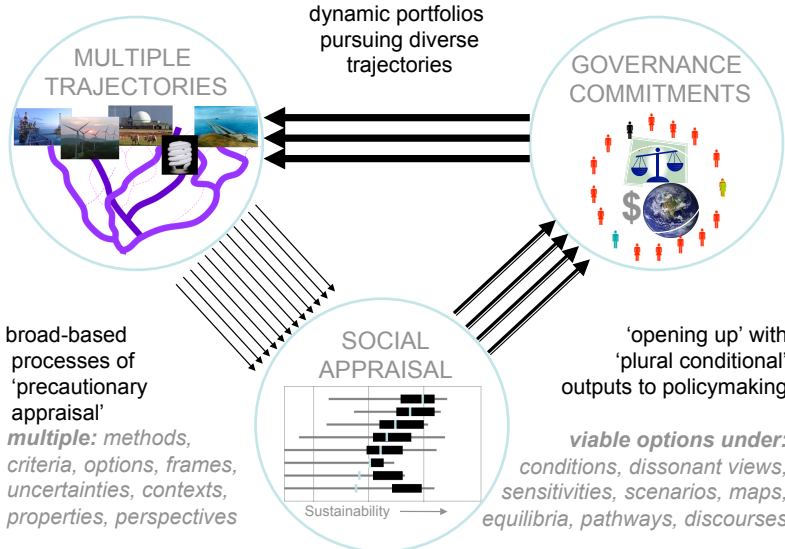 dynamic portfolios
pursuing diverse
trajectories
MULTIPLE
TRAJECTORIES
GOVERNANCE
COMMITMENTS
$
broad-based
processes of
‘precautionary
appraisal’
multiple: methods,
criteria, options, frames,
uncertainties, contexts,
properties, perspectives
SOCIAL
APPRAISAL
Sustainability
‘opening up’ with
‘plural conditional’
outputs to policymaking
viable options under:
conditions, dissonant views,
sensitivities, scenarios, maps,
equilibria, pathways, discourses